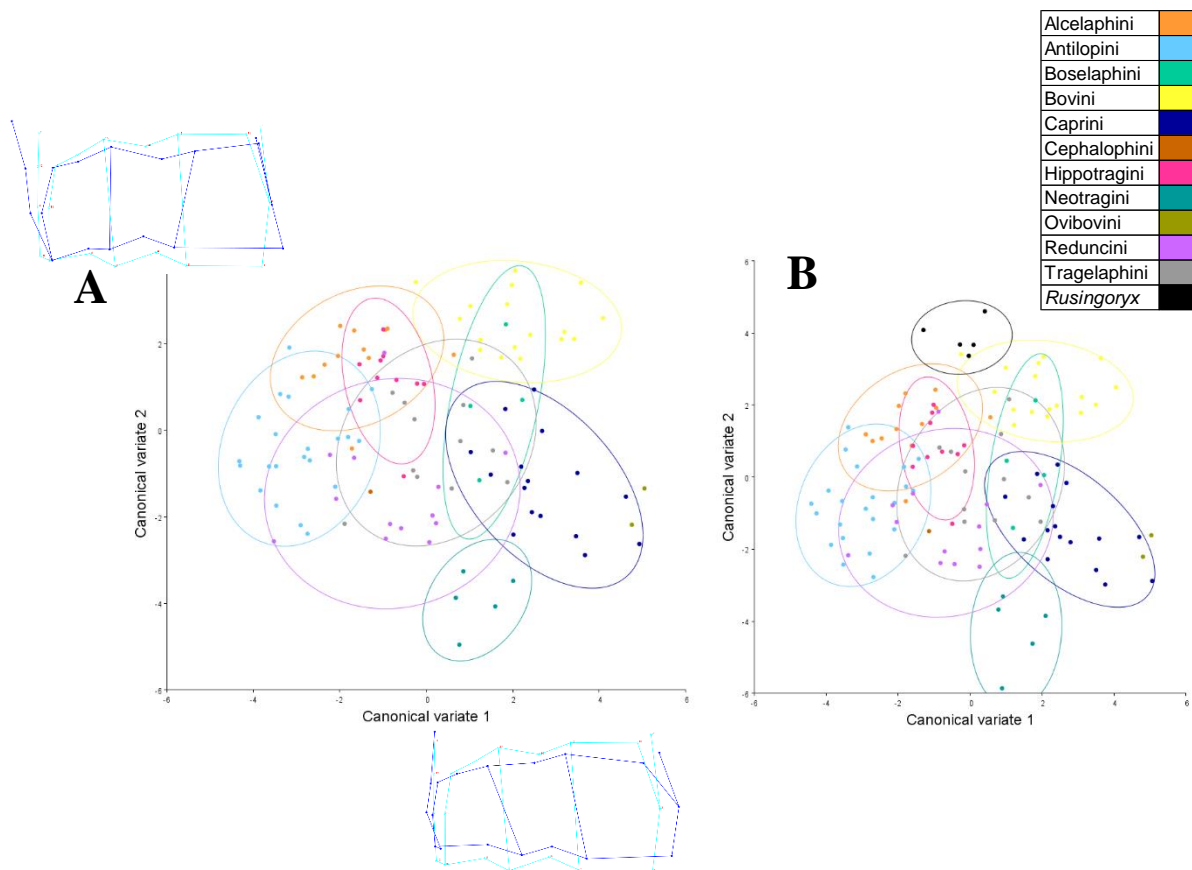 Alcelaphini
Antilopini
Boselaphini
Bovini
Caprini
Cephalophini
Hippotragini
Neotragini
Ovibovini
Reduncini
Tragelaphini
Rusingoryx
A
Canonical variate 2
2
0
-2
-4
-6
-6
-4
-2
0
2
4
6
Canonical variate 1
B
Canonical variate 2
6
4
2
0
-2
-4
-6
-6
-4
-2
0
2
4
6
Canonical variate 1